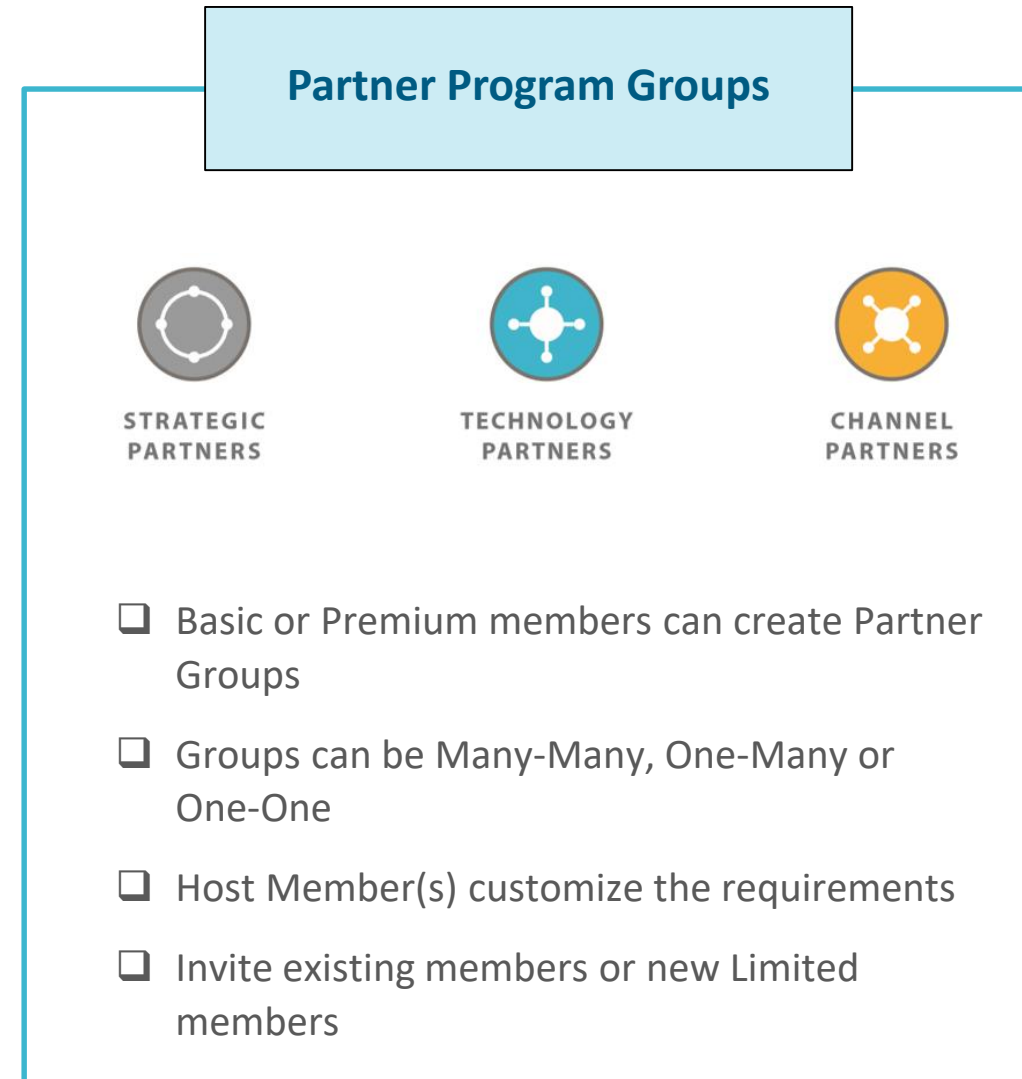 Partner Program Groups
STRATEGIC
PARTNERS
TECHNOLOGY
PARTNERS
CHANNEL
PARTNERS
Basic or Premium members can create Partner
Groups
Groups can be Many-Many, One-Many or
One-One
Host Member(s) customize the requirements
Invite existing members or new Limited
members